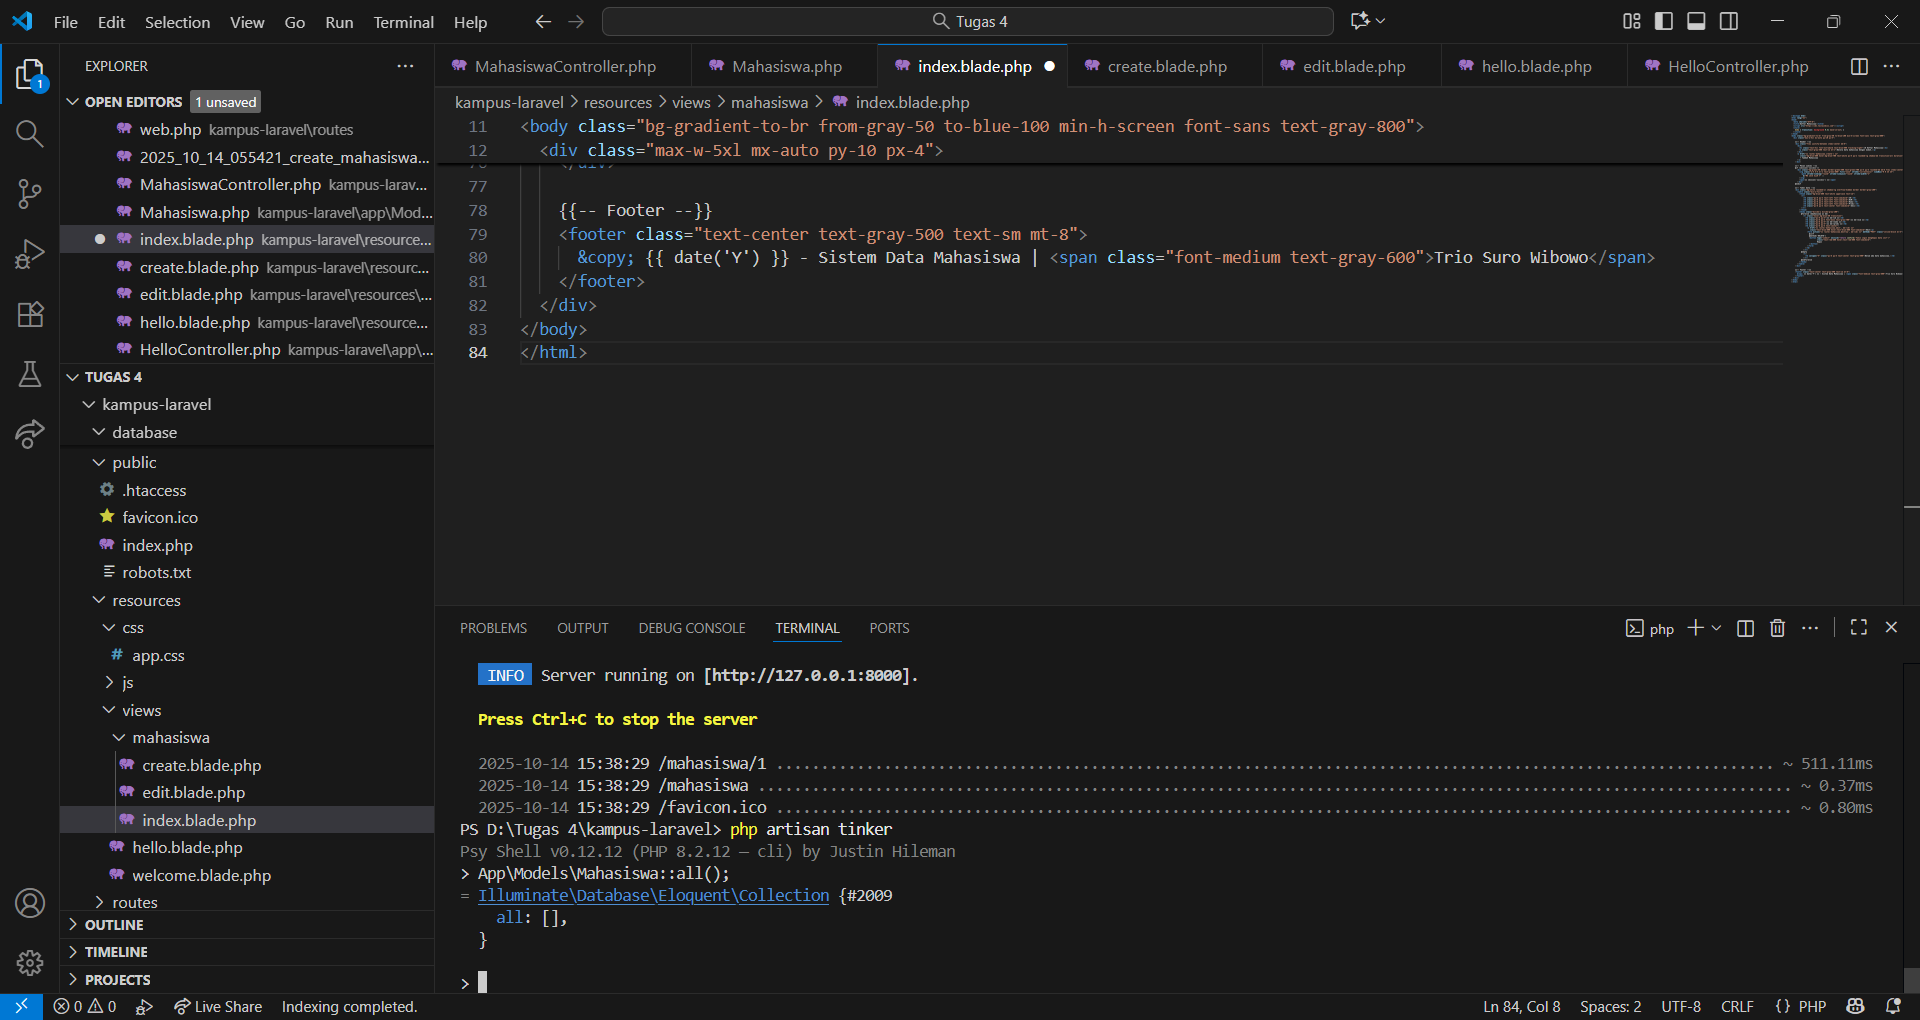 File Edit Selection View Go Run Terminal Help
Tugas 4
EXPLORER
OPEN EDITORS 1 unsaved
web.php kampus-laravel\routes
2025_10_14_055421_create_mahasiswa...
MahasiswaController.php kampus-larav...
Mahasiswa.php kampus-laravel\app\Mod...
index.blade.php kampus-laravel\resource...
create.blade.php kampus-laravel\resourc...
edit.blade.php kampus-laravel\resources\...
hello.blade.php kampus-laravel\resource...
HelloController.php kampus-laravel\app\...
TUGAS 4
kampus-laravel
database
public
.htaccess
favicon.ico
index.php
robots.txt
resources
css
# app.css
js
views
mahasiswa
create.blade.php
edit.blade.php
index.blade.php
hello.blade.php
welcome.blade.php
routes
OUTLINE
TIMELINE
PROJECTS
1
MahasiswaController.php Mahasiswa.php index.blade.php create.blade.php edit.blade.php hello.blade.php HelloController.php
kampus-laravel > resources > views > mahasiswa > index.blade.php
11 <body class="bg-gradient-to-br from-gray-50 to-blue-100 min-h-screen font-sans text-gray-800">
12 <div class="max-w-5xl mx-auto py-10 px-4">
77
78 {{-- Footer --}}
79 <footer class="text-center text-gray-500 text-sm mt-8">
80 &copy; {{ date('Y') }} - Sistem Data Mahasiswa | <span class="font-medium text-gray-600">Trio Suro Wibowo</span>
81 </footer>
82 </div>
83 </body>
84 </html>
PROBLEMS OUTPUT DEBUG CONSOLE TERMINAL PORTS
php
INFO Server running on [http://127.0.0.1:8000].
Press Ctrl+C to stop the server
2025-10-14 15:38:29 /mahasiswa/1 ~ 511.11ms
2025-10-14 15:38:29 /mahasiswa ~ 0.37ms
2025-10-14 15:38:29 /favicon.ico ~ 0.80ms
PS D:\Tugas 4\kampus-laravel> php artisan tinker
Psy Shell v0.12.12 (PHP 8.2.12 — cli) by Justin Hileman
> App\Models\Mahasiswa::all();
= Illuminate\Database\Eloquent\Collection {#2009
all: [],
}
>
0 0 Live Share Indexing completed.
Ln 84, Col 8 Spaces: 2 UTF-8 CRLF {} PHP